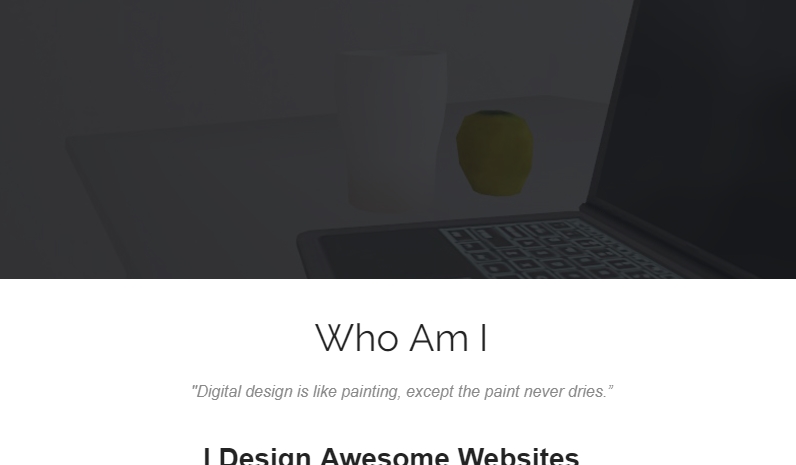 Who Am I
"Digital design is like painting, except the paint never dries.”
I Design Awesome Websites